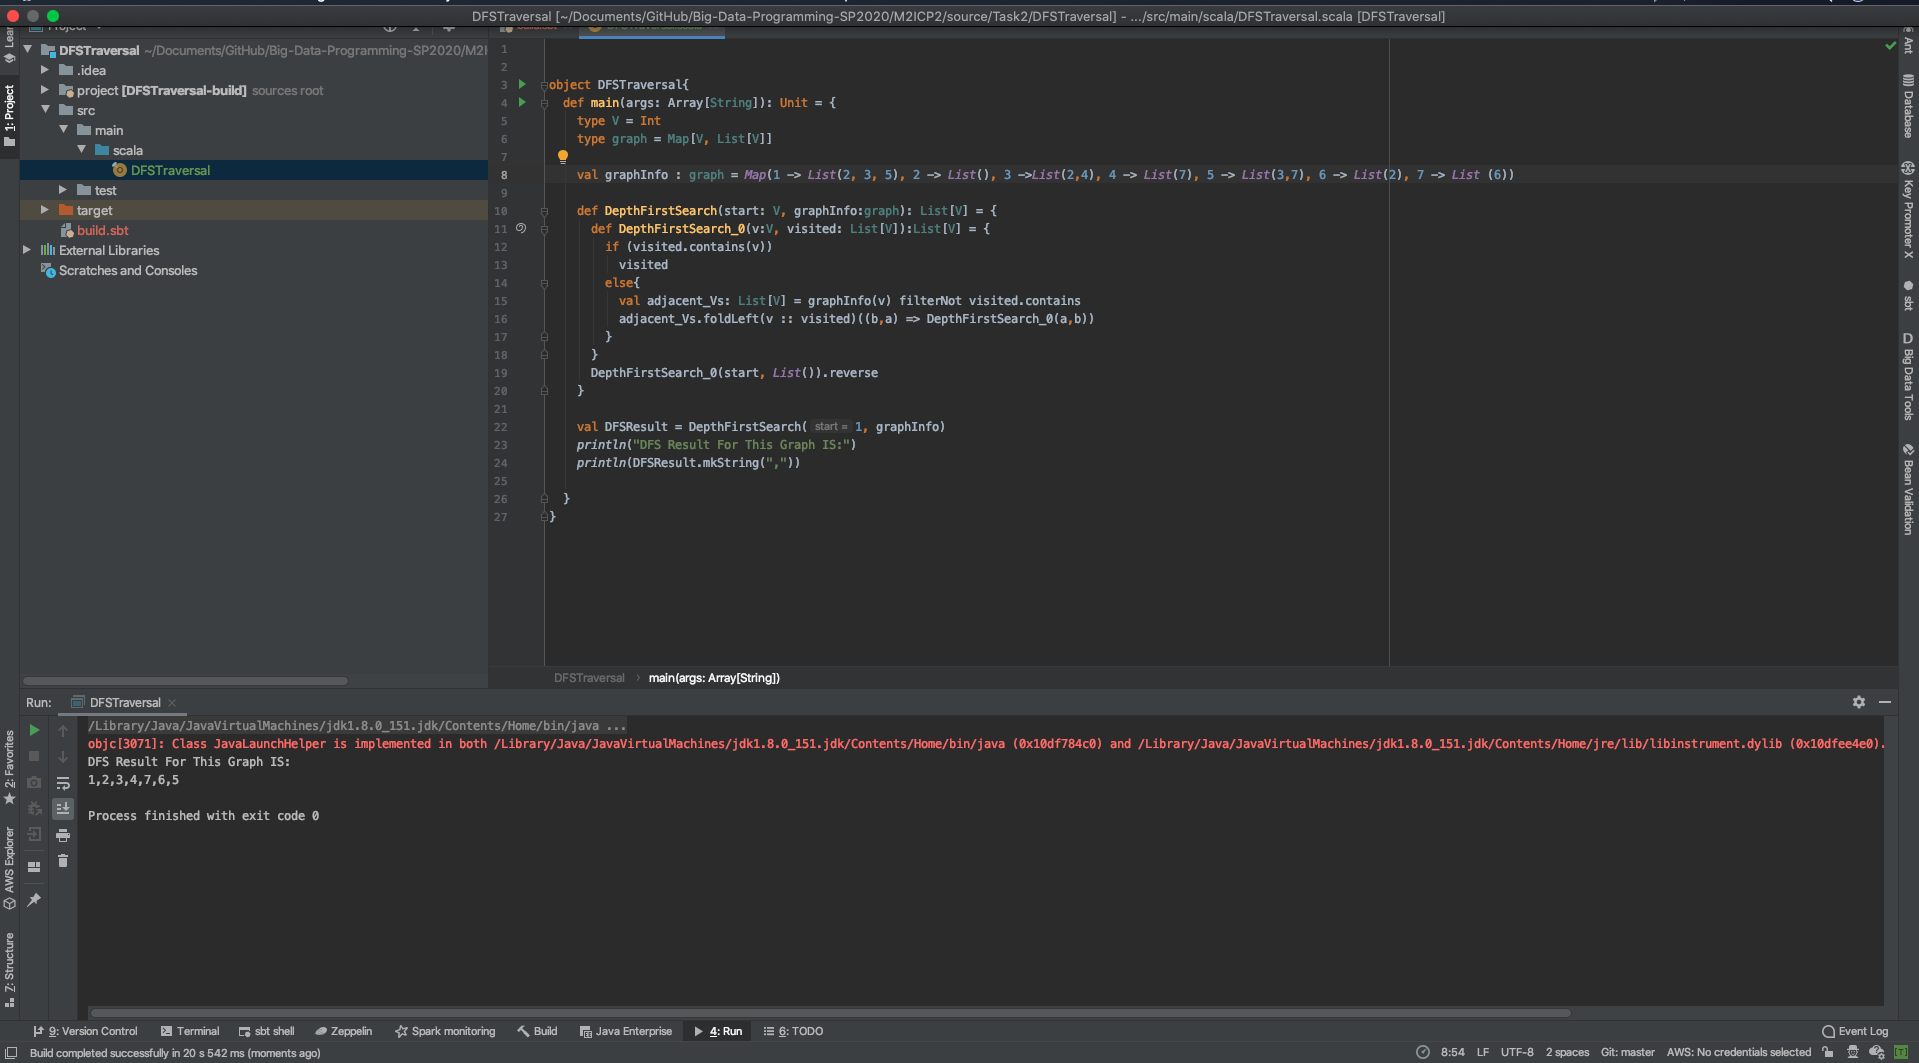 DFSTraversal [~/Documents/GitHub/Big-Data-Programming-SP2020/M2ICP2/source/Task2/DFSTraversal] - .../src/main/scala/DFSTraversal.scala [DFSTraversal]
DFSTraversal ~/Documents/GitHub/Big-Data-Programming-SP2020/M2I
.idea
project [DFSTraversal-build] sources root
src
main
scala
DFSTraversal
test
target
build.sbt
External Libraries
Scratches and Consoles
1: Project
2: Favorites
AWS Explorer
7: Structure
1
2
3 object DFSTraversal{
4 def main(args: Array[String]): Unit = {
5 type V = Int
6 type graph = Map[V, List[V]]
7
8 val graphInfo : graph = Map(1 -> List(2, 3, 5), 2 -> List(), 3 ->List(2,4), 4 -> List(7), 5 -> List(3,7), 6 -> List(2), 7 -> List (6))
9
10 def DepthFirstSearch(start: V, graphInfo:graph): List[V] = {
11 def DepthFirstSearch_0(v:V, visited: List[V]):List[V] = {
12 if (visited.contains(v))
13 visited
14 else{
15 val adjacent_Vs: List[V] = graphInfo(v) filterNot visited.contains
16 adjacent_Vs.foldLeft(v :: visited)((b,a) => DepthFirstSearch_0(a,b))
17 }
18 }
19 DepthFirstSearch_0(start, List()).reverse
20 }
21
22 val DFSResult = DepthFirstSearch( start = 1, graphInfo)
23 println("DFS Result For This Graph IS:")
24 println(DFSResult.mkString(","))
25
26 }
27 }
DFSTraversal › main(args: Array[String])
Ant
Database
Key Promoter X
sbt
Big Data Tools
Bean Validation
Run: DFSTraversal
/Library/Java/JavaVirtualMachines/jdk1.8.0_151.jdk/Contents/Home/bin/java ...
objc[3071]: Class JavaLaunchHelper is implemented in both /Library/Java/JavaVirtualMachines/jdk1.8.0_151.jdk/Contents/Home/bin/java (0x10df784c0) and /Library/Java/JavaVirtualMachines/jdk1.8.0_151.jdk/Contents/Home/jre/lib/libinstrument.dylib (0x10dfee4e0).
DFS Result For This Graph IS:
1,2,3,4,7,6,5
Process finished with exit code 0
9: Version Control Terminal sbt shell Zeppelin Spark monitoring Build Java Enterprise 4: Run 6: TODO Event Log
Build completed successfully in 20 s 542 ms (moments ago) 8:54 LF UTF-8 2 spaces Git: master AWS: No credentials selected